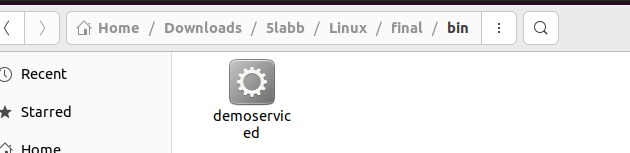 Home / Downloads / 5labb / Linux / final / bin
Recent
Starred
Home
demoservic
ed